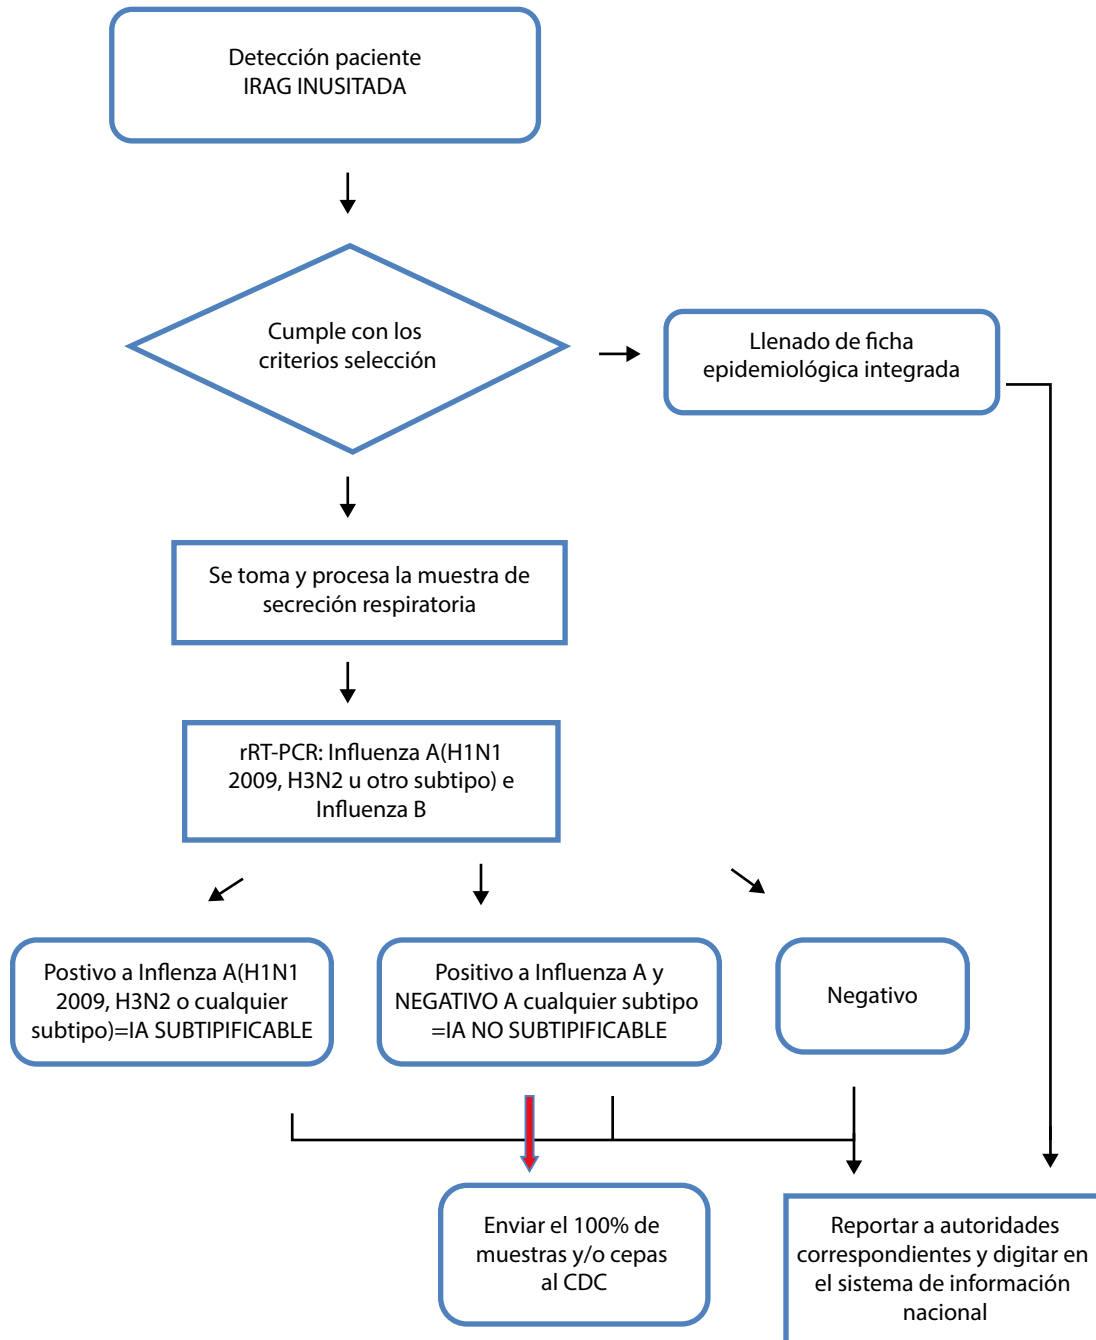 Detección paciente
IRAG INUSITADA
Cumple con los
criterios selección
Llenado de ficha
epidemiológica integrada
Se toma y procesa la muestra de
secreción respiratoria
rRT-PCR: Influenza A(H1N1
2009, H3N2 u otro subtipo) e
Influenza B
Postivo a Inflenza A(H1N1
2009, H3N2 o cualquier
subtipo)=IA SUBTIPIFICABLE
Positivo a Influenza A y
NEGATIVO A cualquier subtipo
=IA NO SUBTIPIFICABLE
Negativo
Enviar el 100% de
muestras y/o cepas
al CDC
Reportar a autoridades
correspondientes y digitar en
el sistema de información
nacional